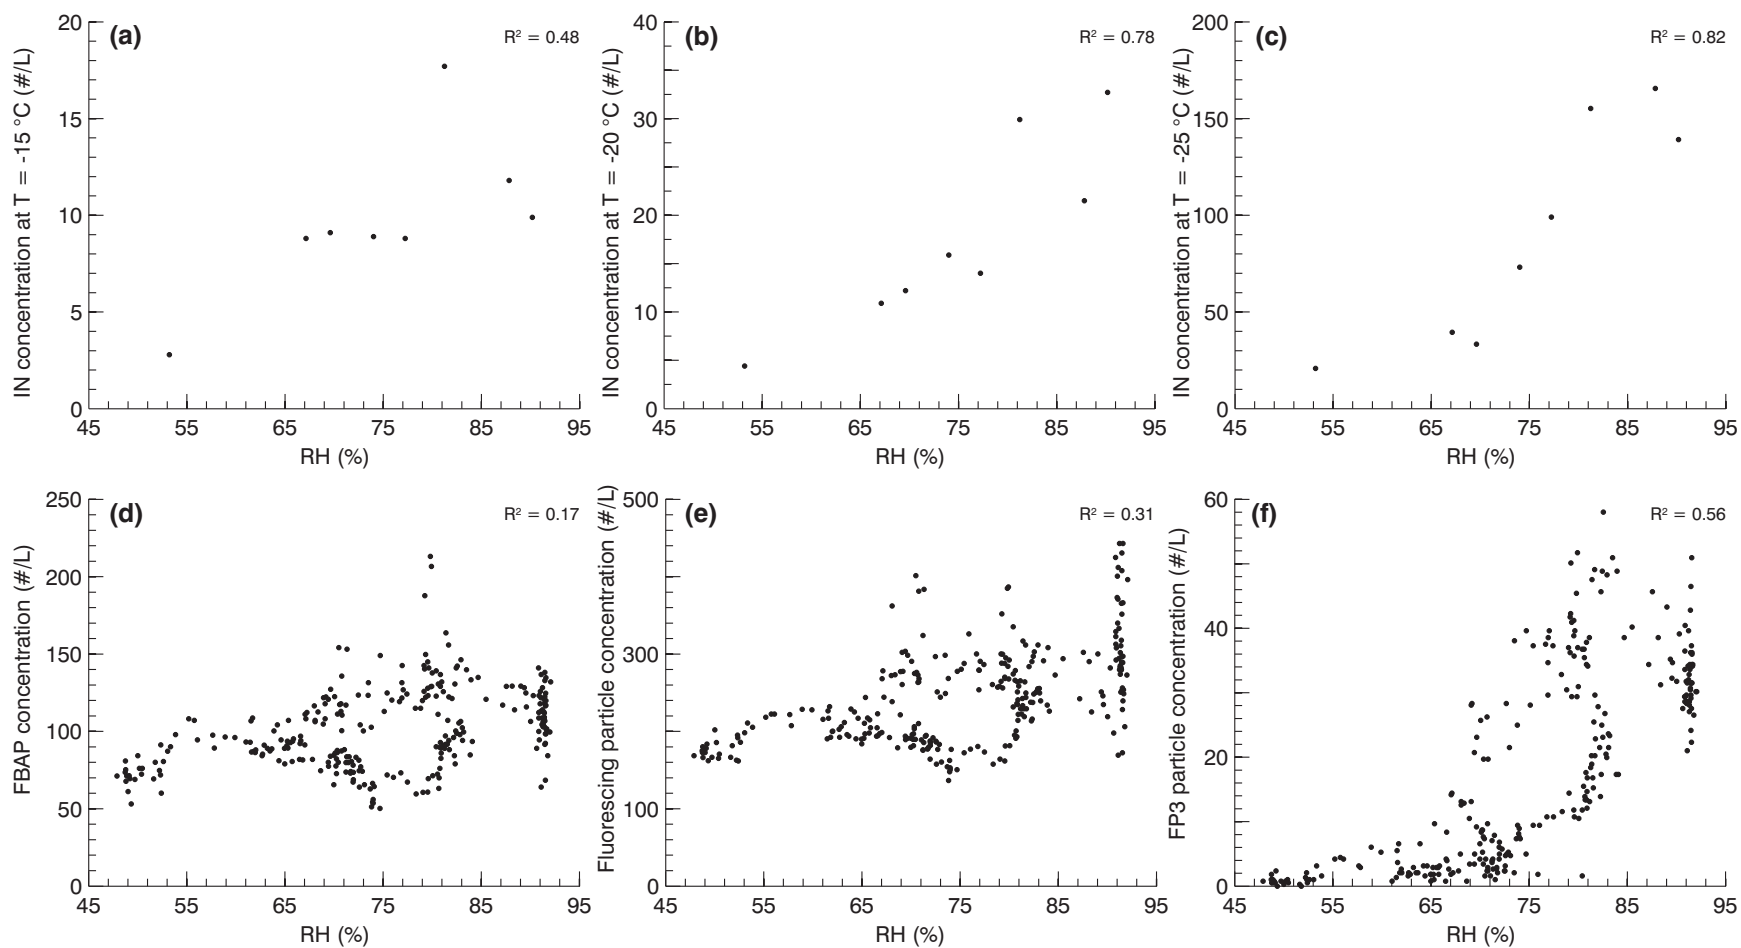 (a)
R² = 0.48
IN concentration at T = -15 °C (#/L)
20
15
10
5
0
45 55 65 75 85 95
RH (%)
(b)
R² = 0.78
IN concentration at T = -20 °C (#/L)
40
30
20
10
0
45 55 65 75 85 95
RH (%)
(c)
R² = 0.82
IN concentration at T = -25 °C (#/L)
200
150
100
50
0
45 55 65 75 85 95
RH (%)
(d)
R² = 0.17
FBAP concentration (#/L)
250
200
150
100
50
0
45 55 65 75 85 95
RH (%)
(e)
R² = 0.31
Fluorescing particle concentration (#/L)
500
300
100
0
45 55 65 75 85 95
RH (%)
(f)
R² = 0.56
FP3 particle concentration (#/L)
60
40
20
0
45 55 65 75 85 95
RH (%)